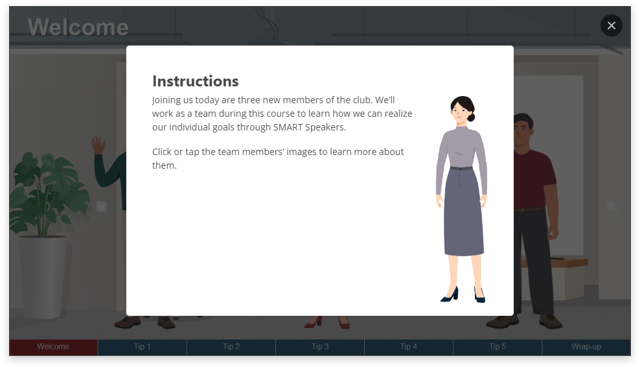 Welcome
Instructions
Joining us today are three new members of the club. We'll
work as a team during this course to learn how we can realize
our individual goals through SMART Speakers.
Click or tap the team members' images to learn more about
them.
Welcome Tip 1 Tip 2 Tip 3 Tip 4 Tip 5 Wrap-up